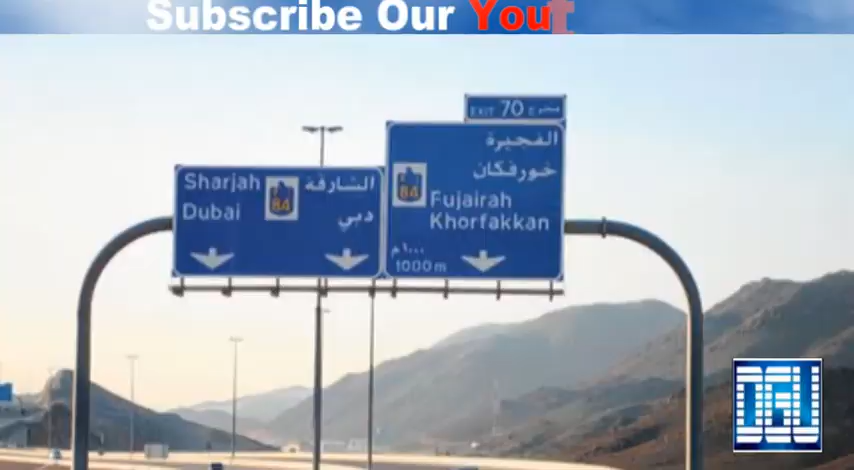 Subscribe Our You
EXIT 70 E مخرج
Sharjah
84
الشارقة
Dubai
دبي
الفجيرة
خورفكان
84
Fujairah
Khorfakkan
١٠٠٠م
1000m